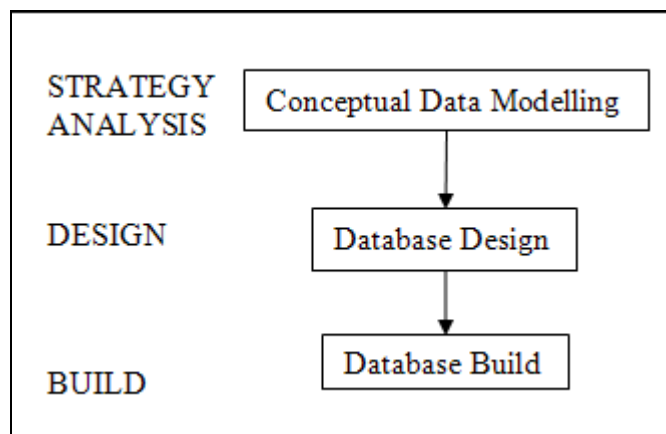 STRATEGY
ANALYSIS
Conceptual Data Modelling
DESIGN
Database Design
Database Build
BUILD